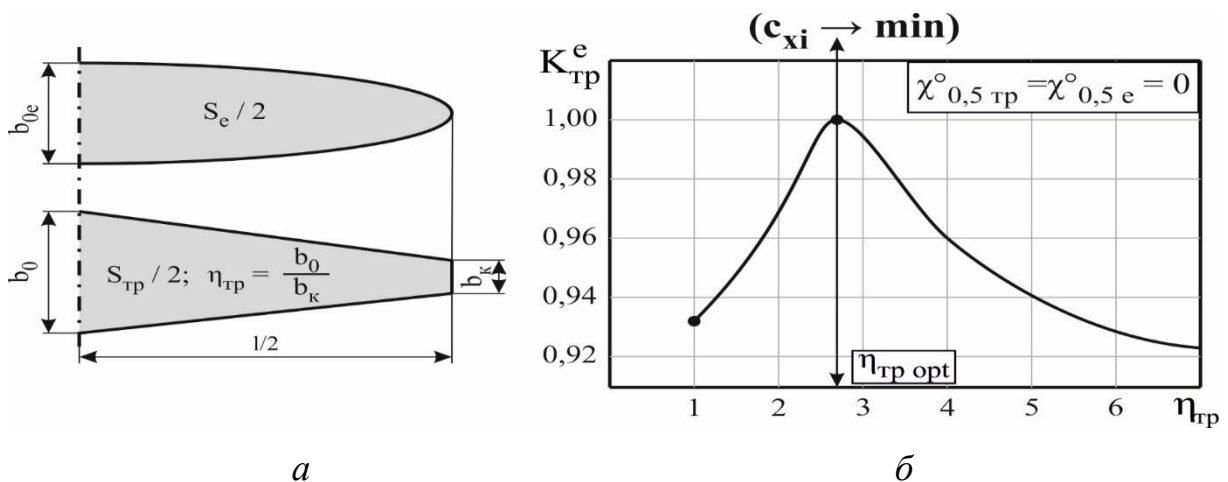 b₀ₑ
Sₑ / 2
b₀
Sтр / 2; ηтр = b₀ / bк
bк
l/2
а
(cxi → min)
Kтрᵉ
χ°0,5 тр = χ°0,5 e = 0
1,00
0,98
0,96
0,94
0,92
ηтр opt
1 2 3 4 5 6 ηтр
б